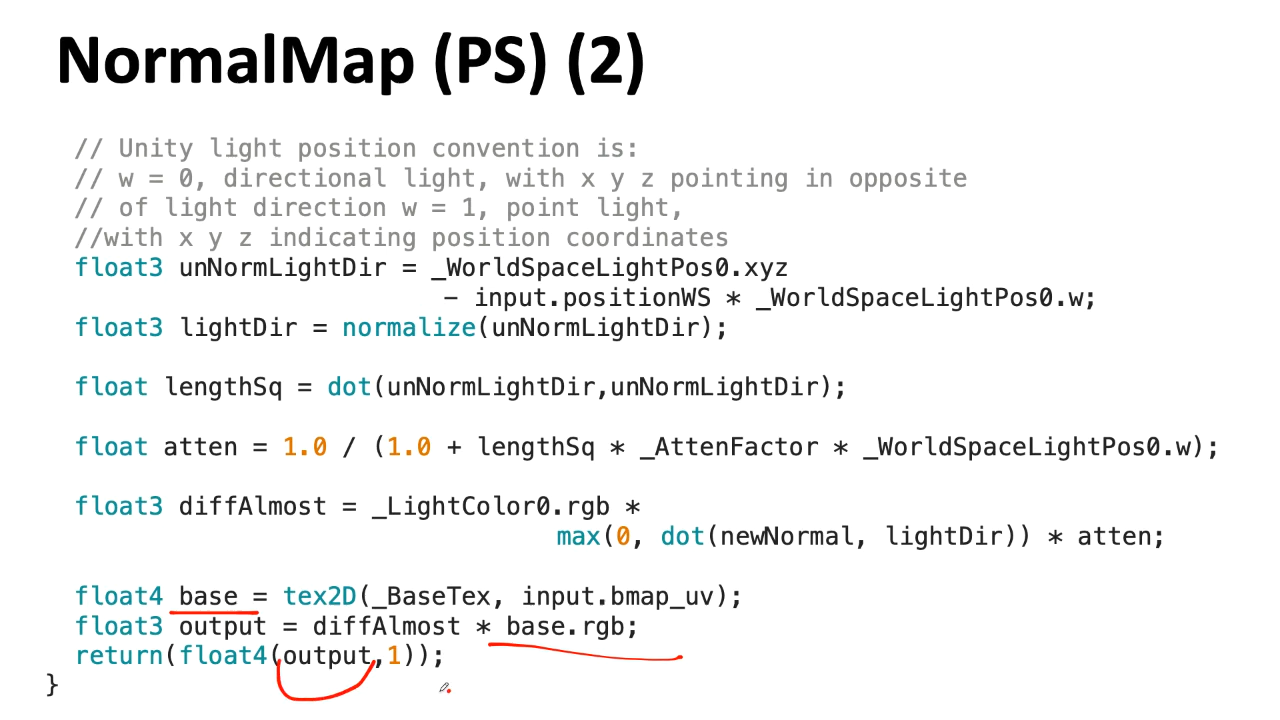 NormalMap (PS) (2)
// Unity light position convention is:
// w = 0, directional light, with x y z pointing in opposite
// of light direction w = 1, point light,
//with x y z indicating position coordinates
float3 unNormLightDir = _WorldSpaceLightPos0.xyz
- input.positionWS * _WorldSpaceLightPos0.w;
float3 lightDir = normalize(unNormLightDir);
float lengthSq = dot(unNormLightDir,unNormLightDir);
float atten = 1.0 / (1.0 + lengthSq * _AttenFactor * _WorldSpaceLightPos0.w);
float3 diffAlmost = _LightColor0.rgb *
max(0, dot(newNormal, lightDir)) * atten;
float4 base = tex2D(_BaseTex, input.bmap_uv);
float3 output = diffAlmost * base.rgb;
return(float4(output,1));
}